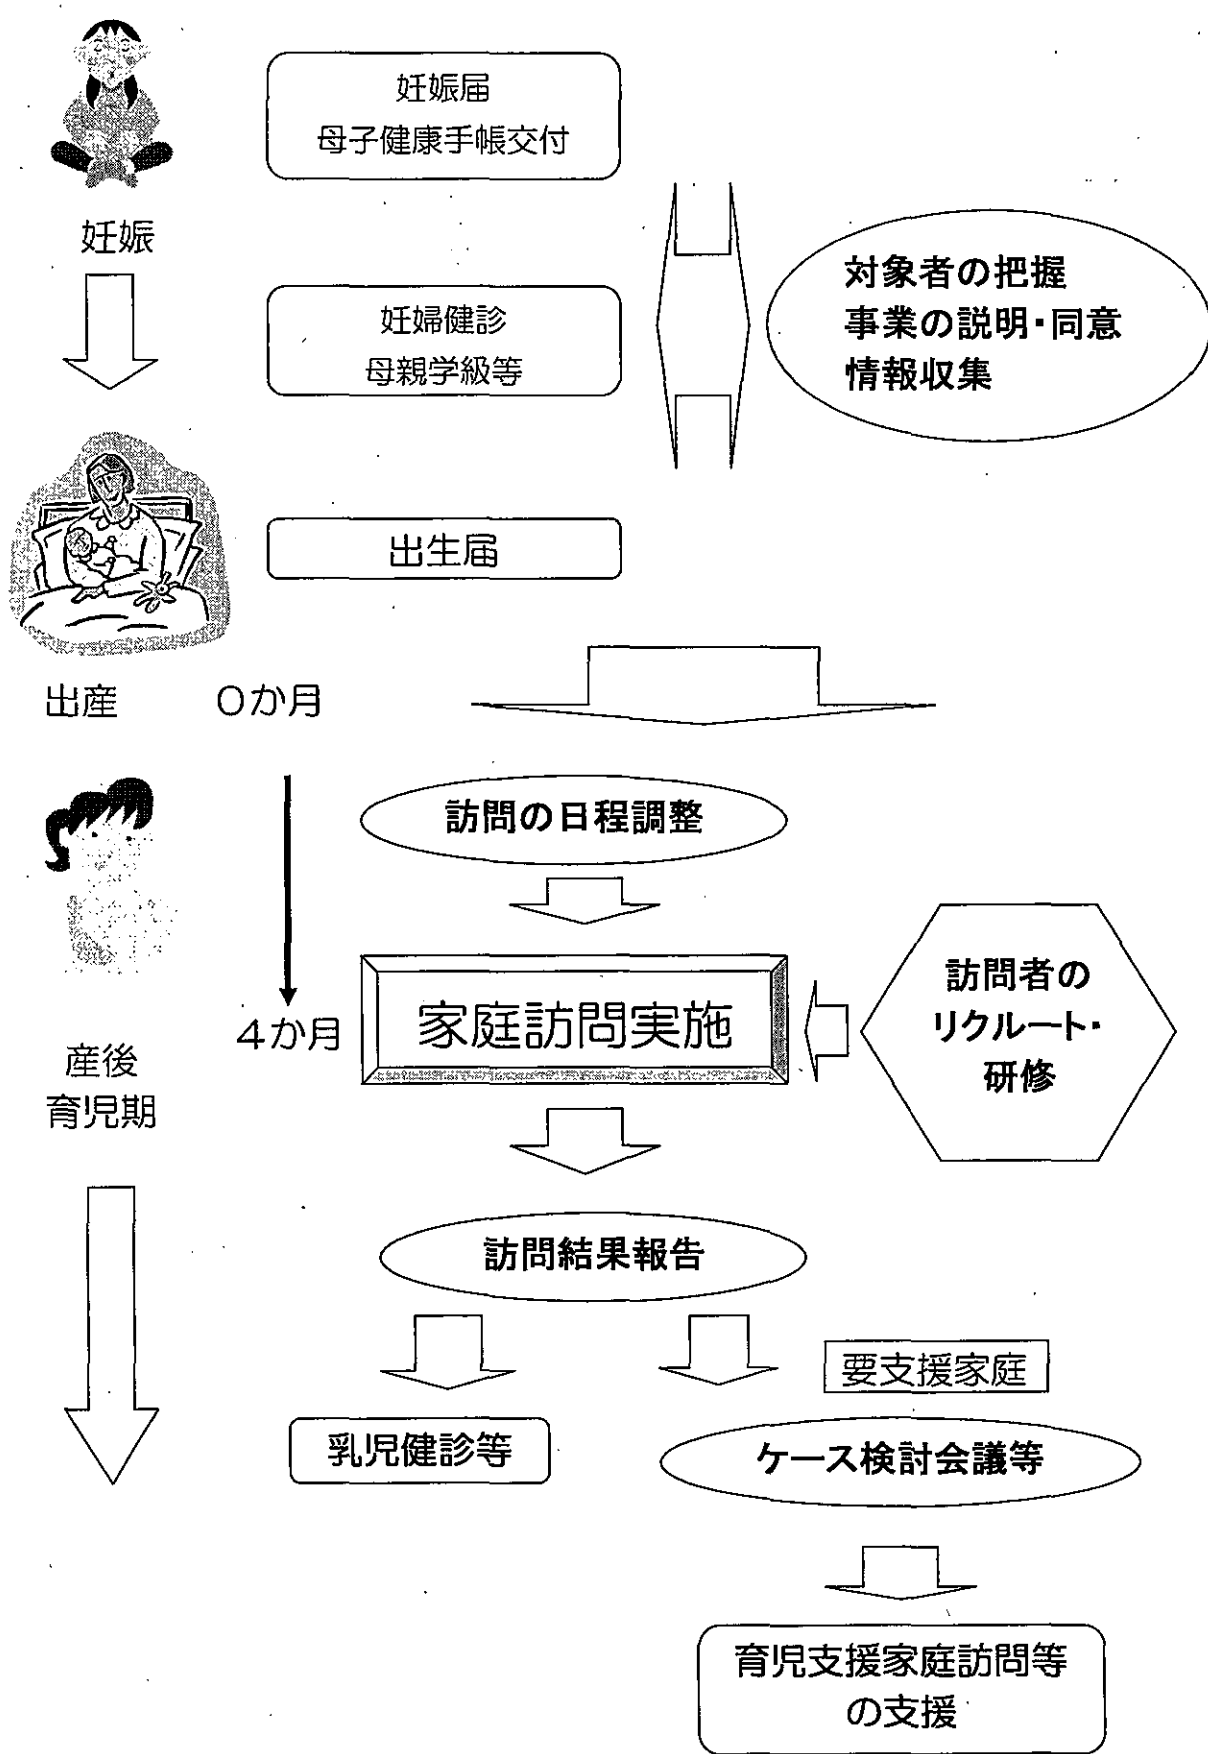 妊娠届
母子健康手帳交付
妊娠
対象者の把握
事業の説明・同意
情報収集
妊婦健診
母親学級等
出生届
出産
0か月
訪問の日程調整
家庭訪問実施
訪問者の
リクルート・
研修
4か月
産後
育児期
訪問結果報告
要支援家庭
乳児健診等
ケース検討会議等
育児支援家庭訪問等
の支援